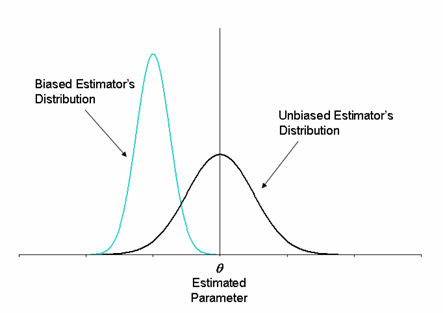 Biased Estimator's
Distribution
Unbiased Estimator's
Distribution
θ
Estimated
Parameter